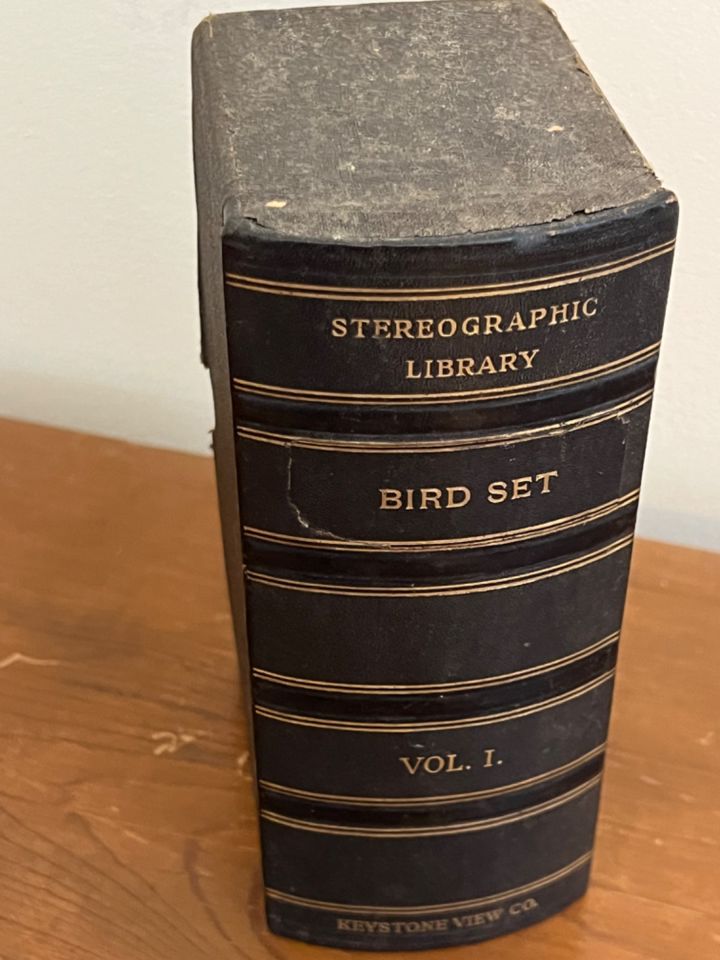 STEREOGRAPHIC
LIBRARY
BIRD SET
VOL. I.
KEYSTONE VIEW CO.